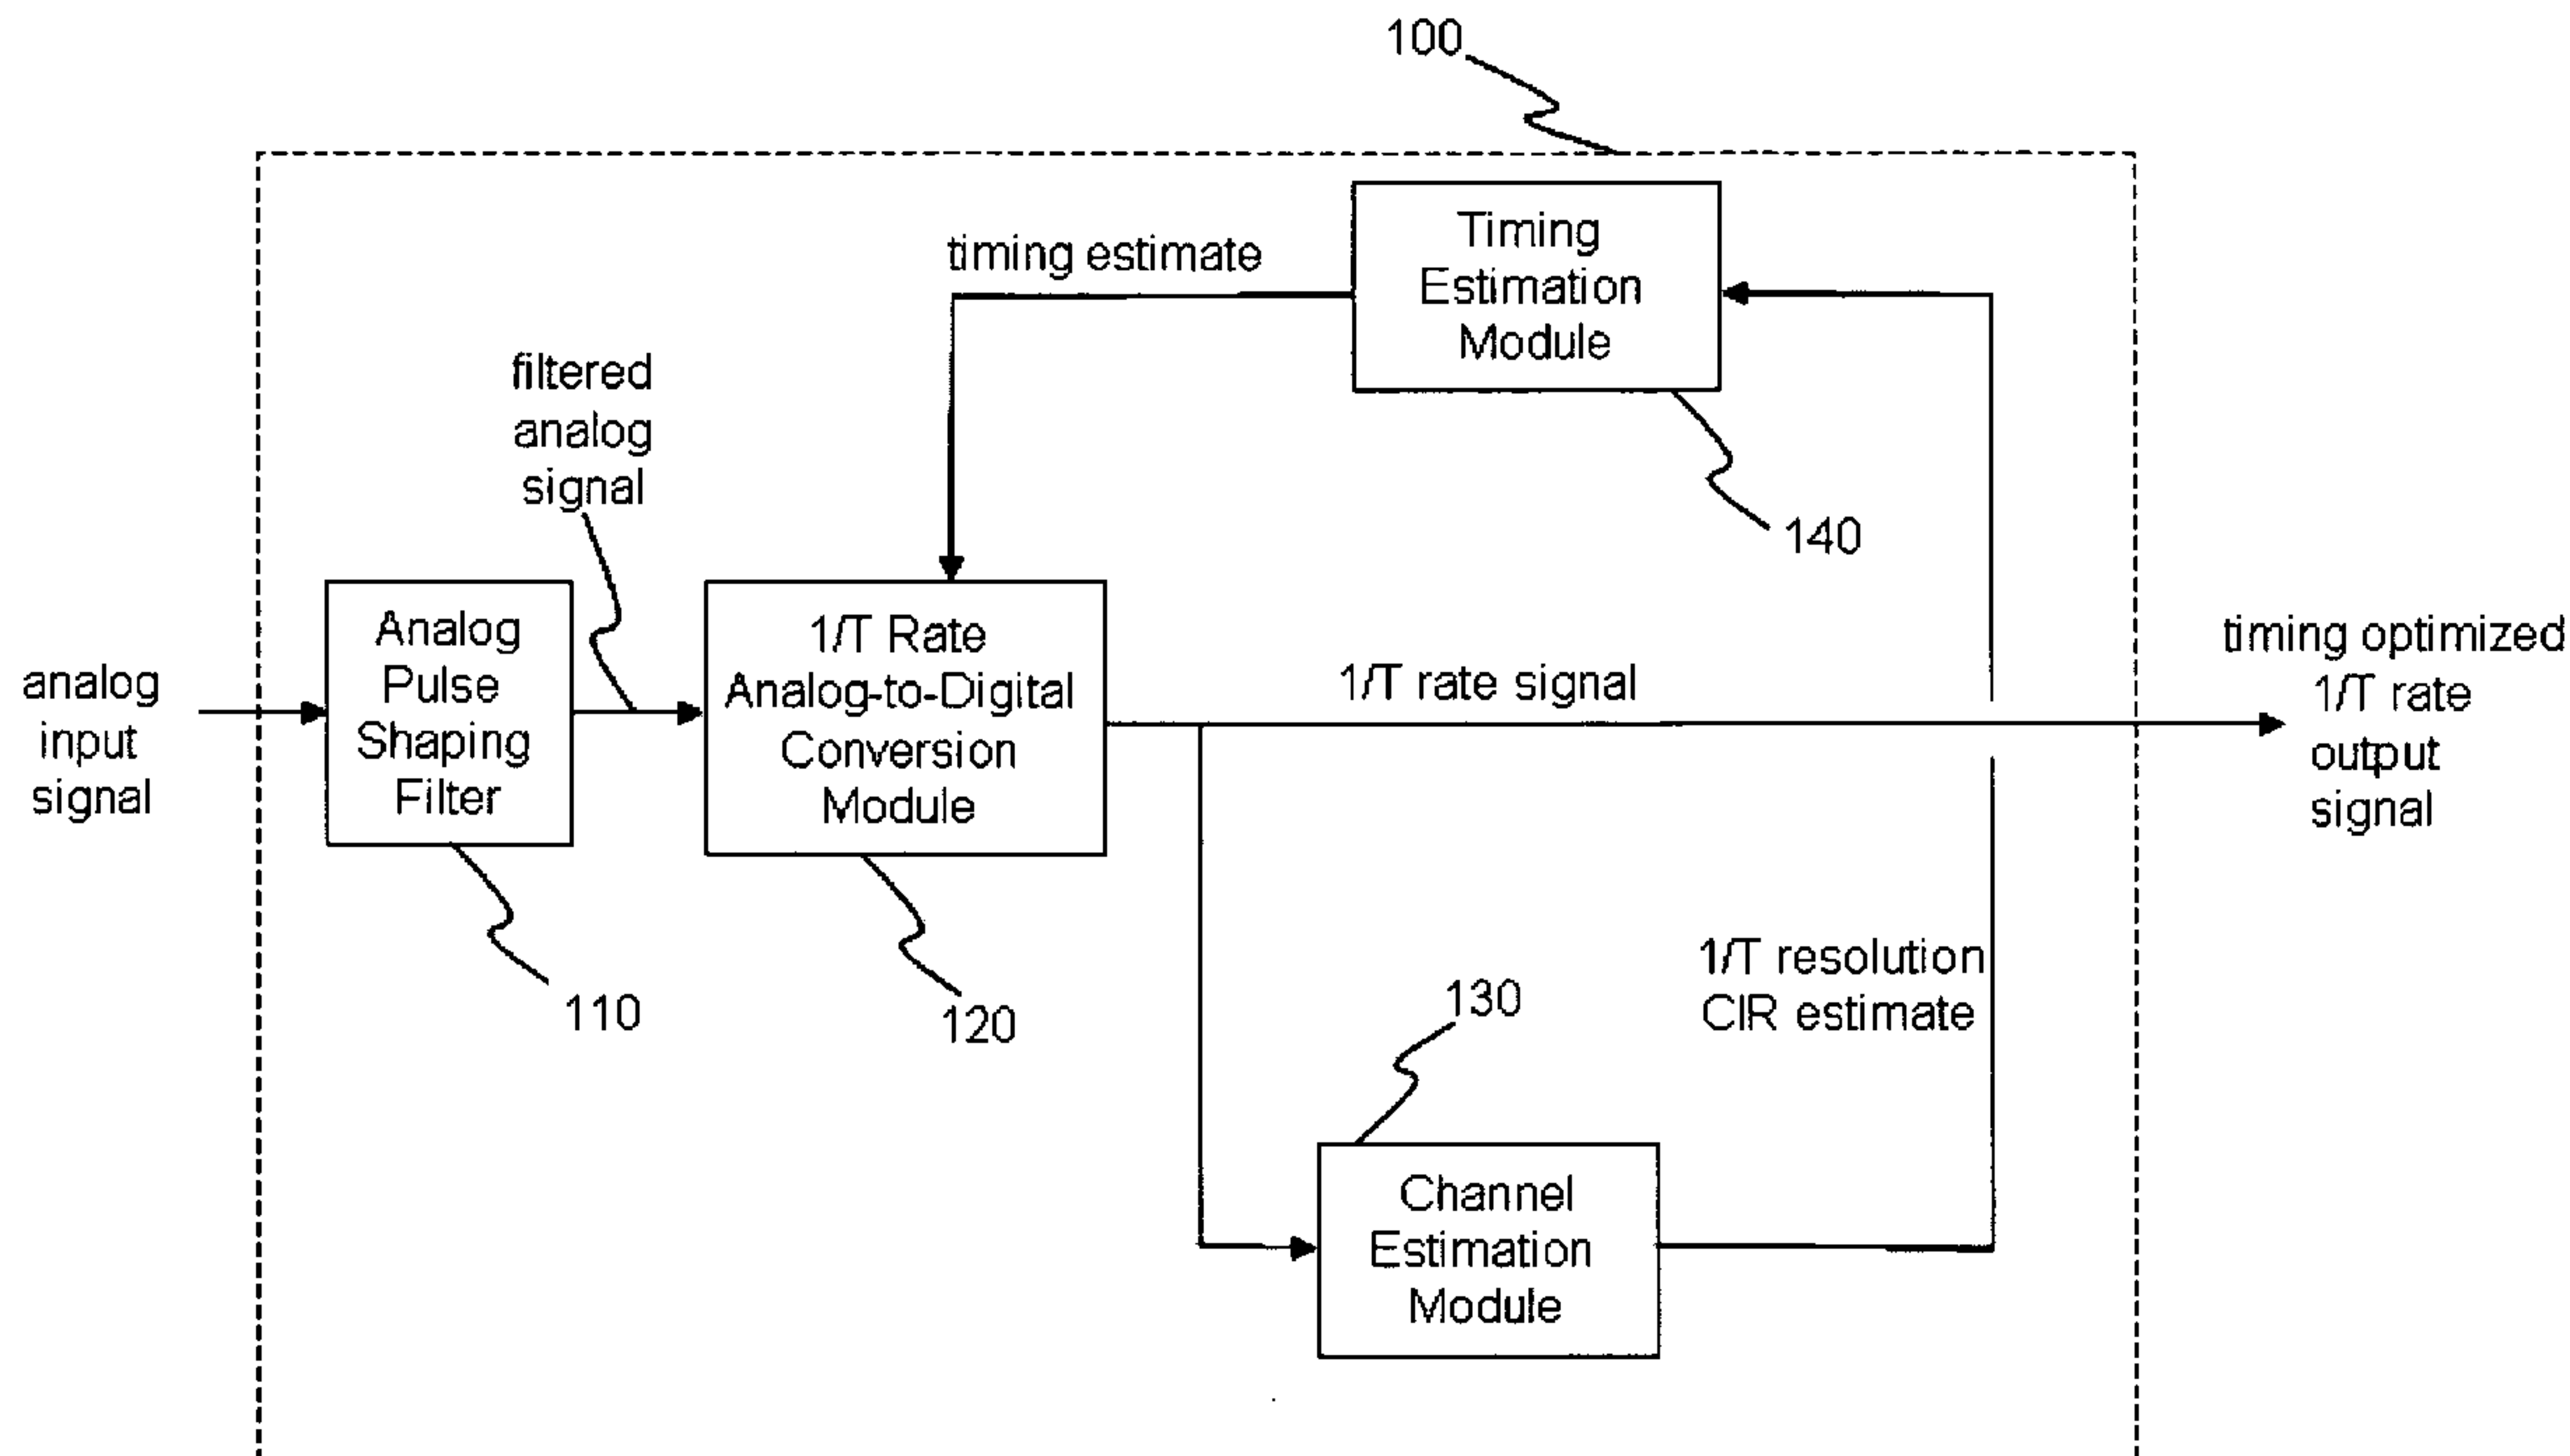 100
Timing
Estimation
Module
timing estimate
140
filtered
analog
signal
analog
input
signal
Analog
Pulse
Shaping
Filter
110
1/T Rate
Analog-to-Digital
Conversion
Module
120
1/T rate signal
timing optimized
1/T rate
output
signal
1/T resolution
CIR estimate
130
Channel
Estimation
Module